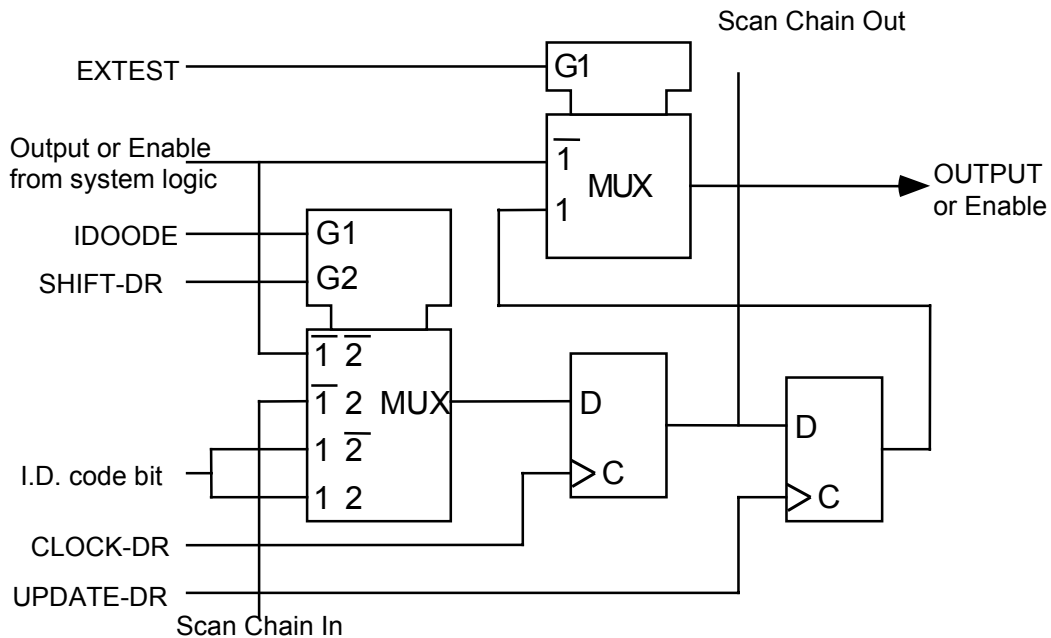 Scan Chain Out
EXTEST
G1
Output or Enable
from system logic
1
MUX
1
OUTPUT
or Enable
IDOODE
G1
SHIFT-DR
G2
1 2
1 2 MUX
1 2
1 2
D
C
D
C
I.D. code bit
CLOCK-DR
UPDATE-DR
Scan Chain In